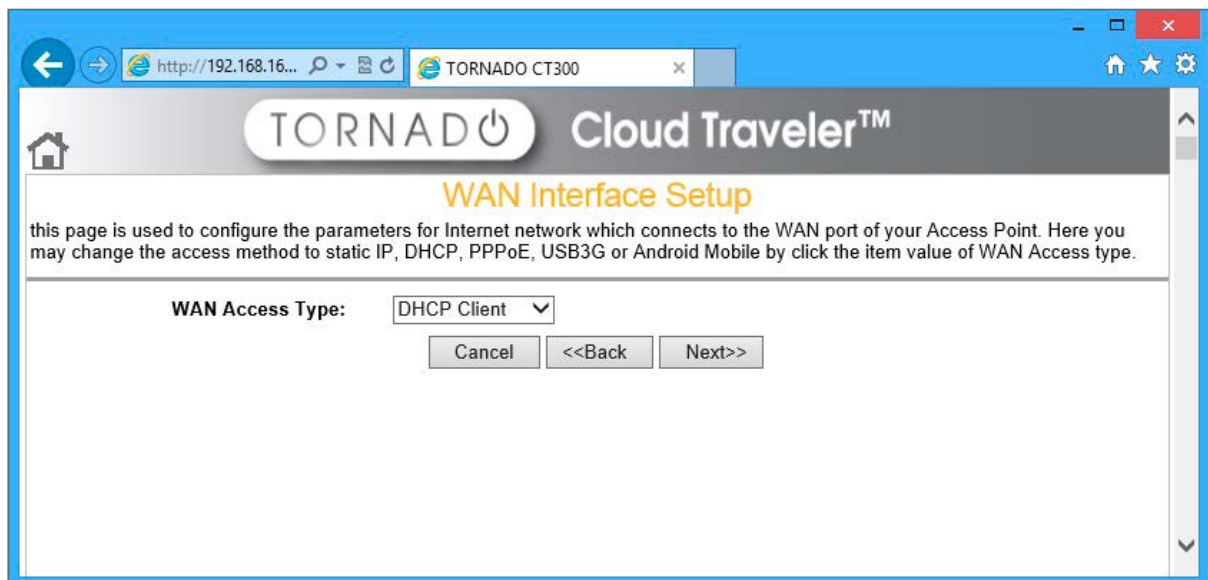 http://192.168.16...
TORNADO CT300
TORNADO Cloud Traveler™
WAN Interface Setup
this page is used to configure the parameters for Internet network which connects to the WAN port of your Access Point. Here you
may change the access method to static IP, DHCP, PPPoE, USB3G or Android Mobile by click the item value of WAN Access type.
WAN Access Type: DHCP Client
Cancel <<Back Next>>